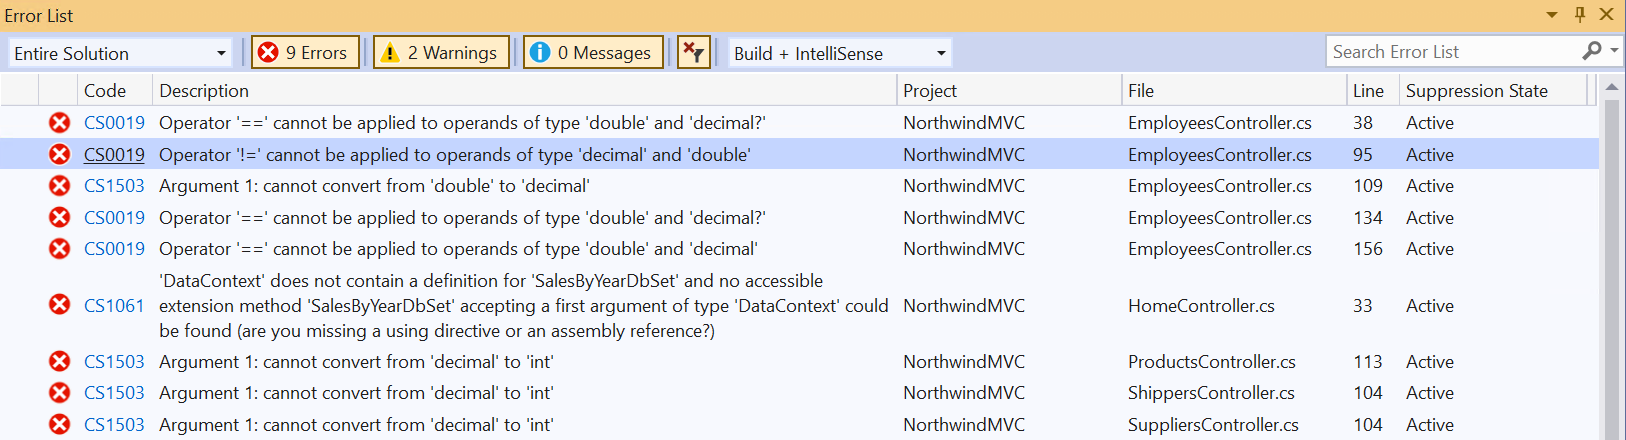 Error List
Entire Solution 9 Errors 2 Warnings 0 Messages Build + IntelliSense Search Error List
Code Description Project File Line Suppression State
CS0019 Operator '==' cannot be applied to operands of type 'double' and 'decimal?' NorthwindMVC EmployeesController.cs 38 Active
CS0019 Operator '!=' cannot be applied to operands of type 'decimal' and 'double' NorthwindMVC EmployeesController.cs 95 Active
CS1503 Argument 1: cannot convert from 'double' to 'decimal' NorthwindMVC EmployeesController.cs 109 Active
CS0019 Operator '==' cannot be applied to operands of type 'double' and 'decimal?' NorthwindMVC EmployeesController.cs 134 Active
CS0019 Operator '==' cannot be applied to operands of type 'double' and 'decimal' NorthwindMVC EmployeesController.cs 156 Active
'DataContext' does not contain a definition for 'SalesByYearDbSet' and no accessible
CS1061 extension method 'SalesByYearDbSet' accepting a first argument of type 'DataContext' could NorthwindMVC HomeController.cs 33 Active
be found (are you missing a using directive or an assembly reference?)
CS1503 Argument 1: cannot convert from 'decimal' to 'int' NorthwindMVC ProductsController.cs 113 Active
CS1503 Argument 1: cannot convert from 'decimal' to 'int' NorthwindMVC ShippersController.cs 104 Active
CS1503 Argument 1: cannot convert from 'decimal' to 'int' NorthwindMVC SuppliersController.cs 104 Active